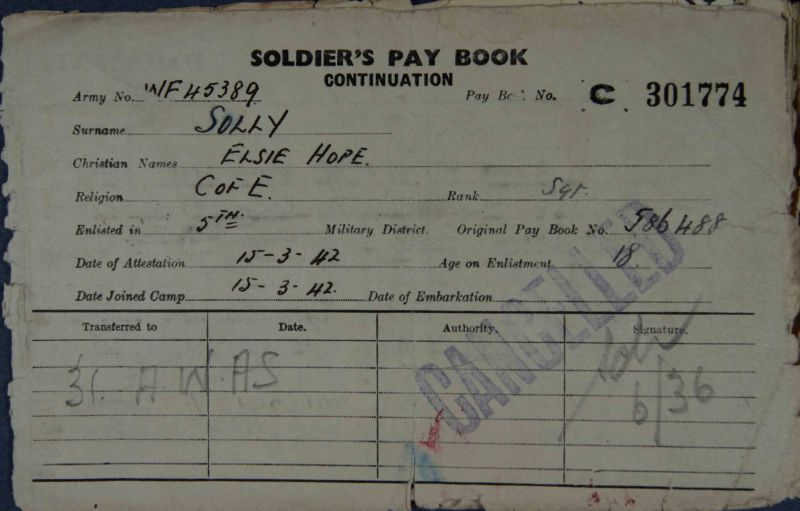 SOLDIER'S PAY BOOK
CONTINUATION
Army No. WF45389 Pay Bo No. C 301774
Surname SOLLY
Christian Names ELSIE HOPE.
Religion C OF E. Rank Sgt.
Enlisted in 5TH. Military District. Original Pay Book No. 586488
Date of Attestation 15-3-42 Age on Enlistment 18.
Date Joined Camp 15-3-42. Date of Embarkation
Transferred to Date. Authority. Signature.
31. A.W.AS
6/36
CANCELLED